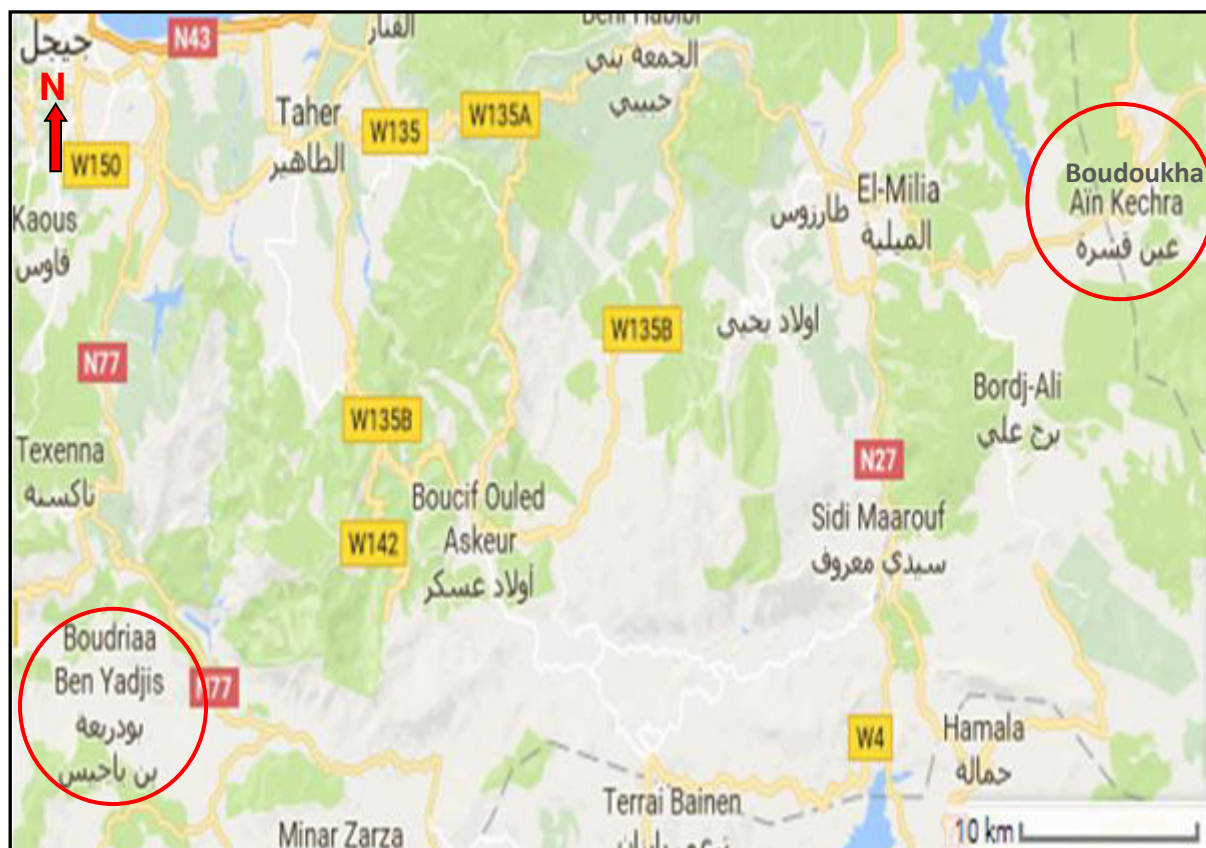 N43
جيجل
الفنار
N
Taher
الطاهير
W135
W135A
الجمعة بني
حبيبي
W150
Kaous
قاوس
Boudoukha
Aïn Kechra
عين قشرة
El-Milia
الميلية
اولاد يحيى
W135B
N77
Bordj-Ali
برج علي
Texenna
تاكسنة
W135B
N27
Boucif Ouled
Askeur
أولاد عسكر
W142
Sidi Maarouf
سيدي معروف
Boudriaa
Ben Yadjis
بودريعة
بن ياجيس
N77
W4
Hamala
حمالة
Terrai Bainen
Minar Zarza
10 km